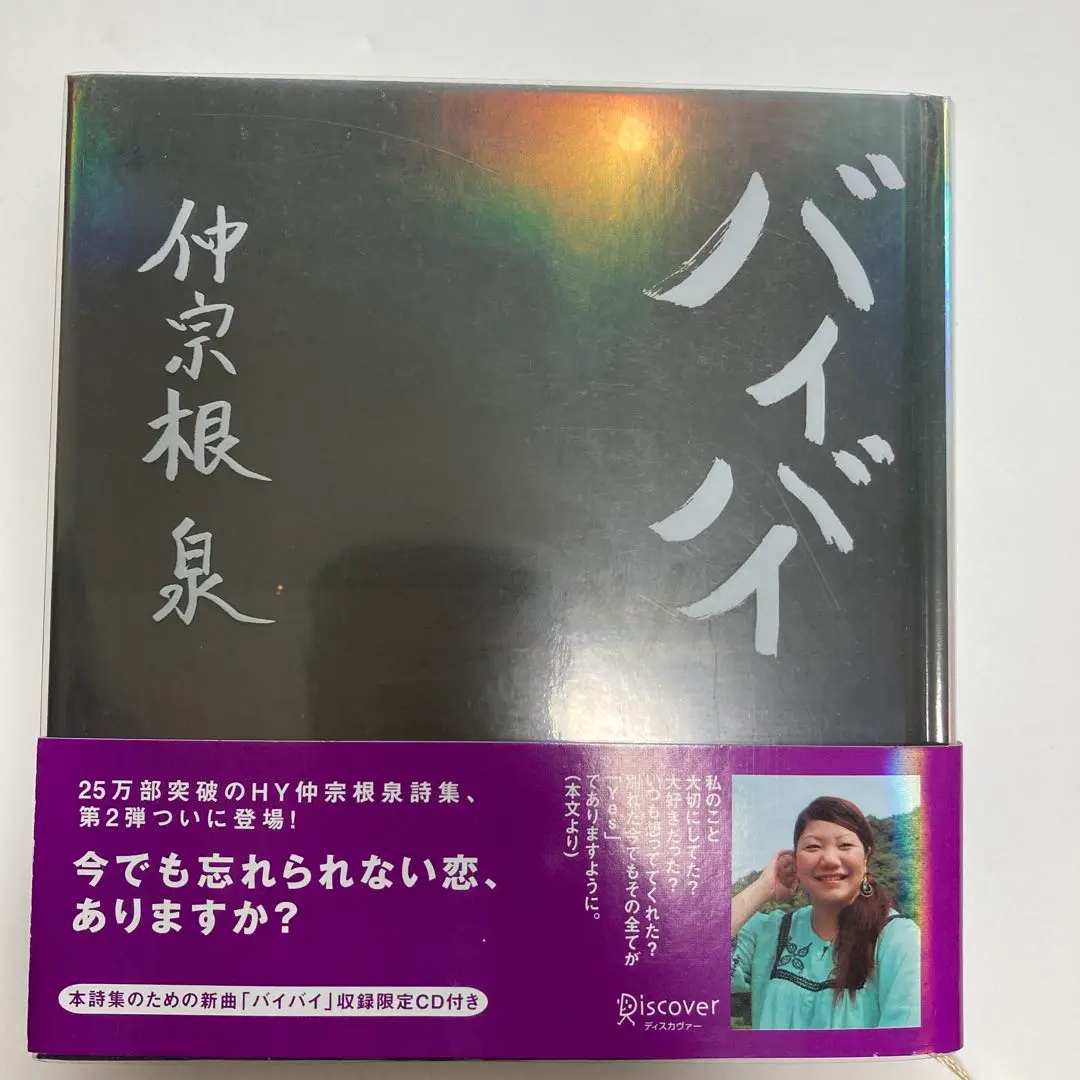 バイバイ
仲宗根 泉
25万部突破のHY仲宗根泉詩集、
第2弾ついに登場!
今でも忘れられない恋、
ありますか?
本詩集のための新曲「バイバイ」収録限定CD付き
私のこと
大切にしてた?
大好きだった?
いつも想っててくれた?
別れた今でもその全てが
「Yes」
でありますように。
(本文より)
Discover
ディスカヴァー